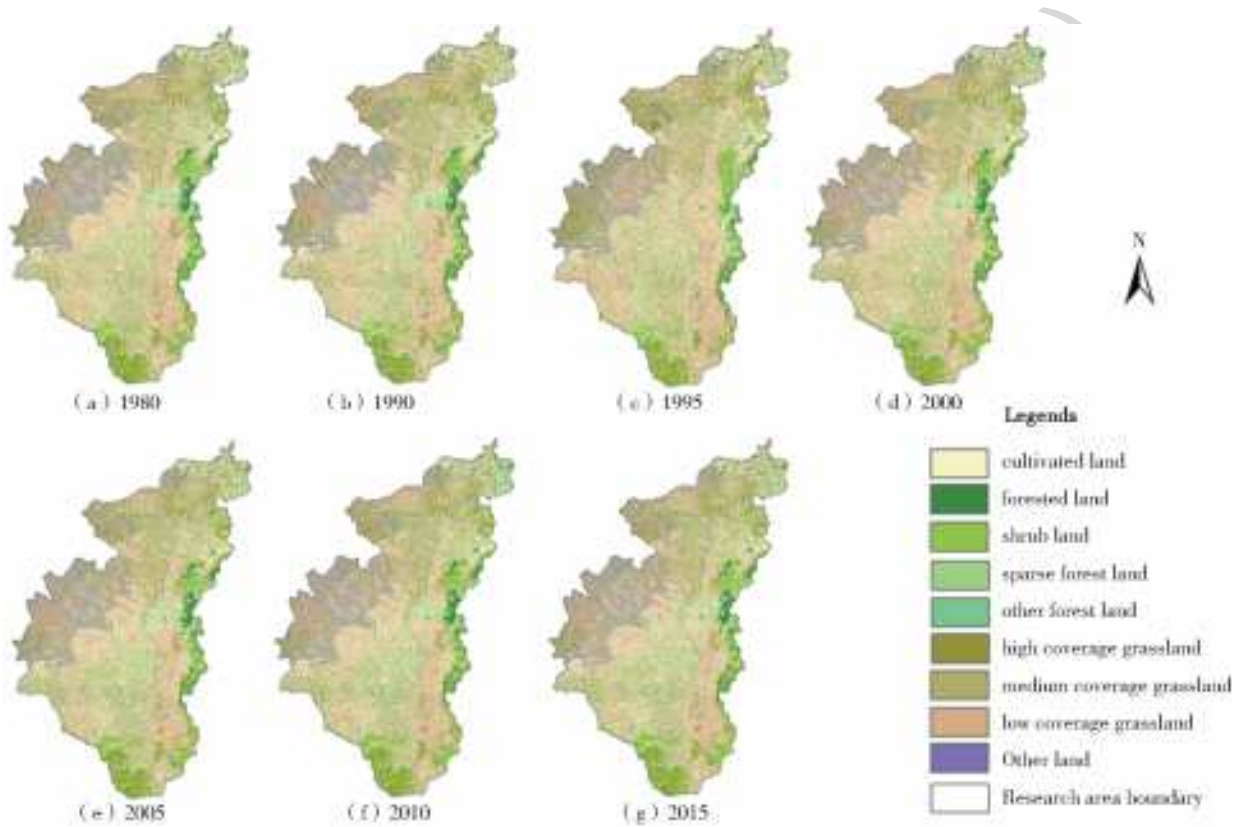 N
( a ) 1980
( b ) 1990
( c ) 1995
( d ) 2000
Legends
cultivated land
forested land
shrub land
sparse forest land
other forest land
high coverage grassland
medium coverage grassland
low coverage grassland
Other land
Research area boundary
( e ) 2005
( f ) 2010
( g ) 2015